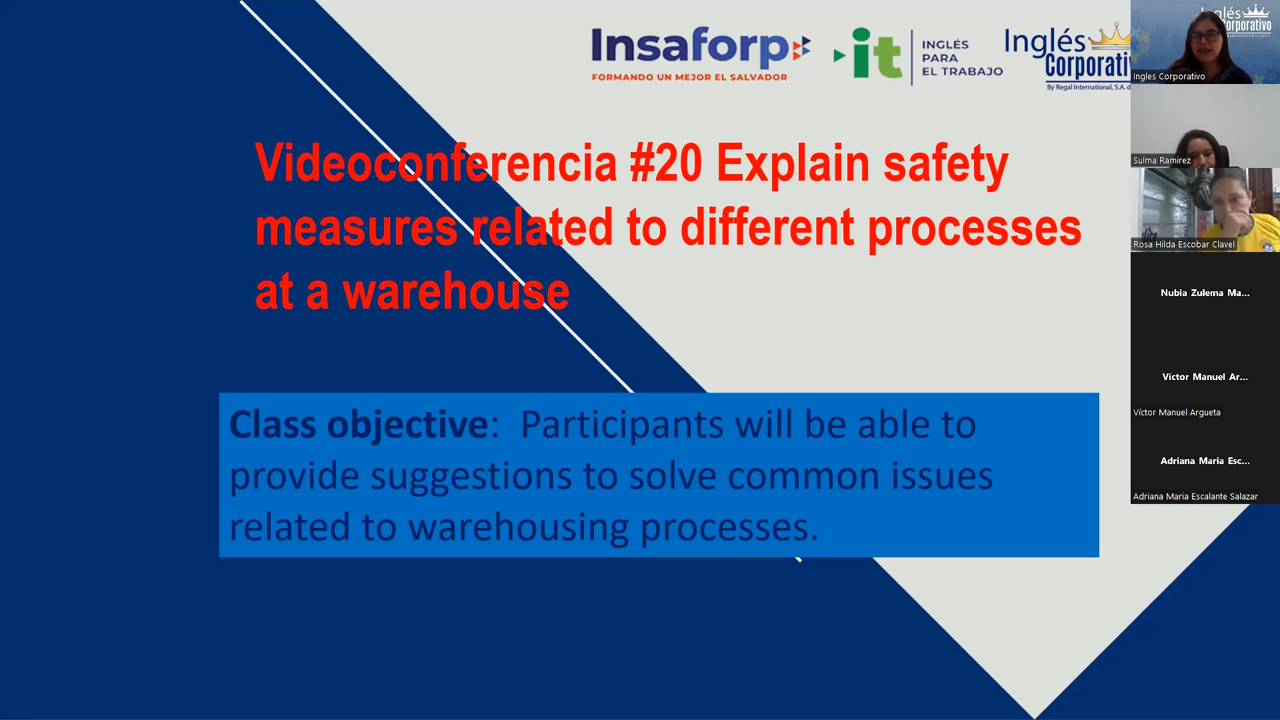 Insaforp
FORMANDO UN MEJOR EL SALVADOR
it
INGLÉS
PARA
EL TRABAJO
Inglés
Corporativ
By Regal International, S.A. d
Videoconferencia #20 Explain safety
measures related to different processes
at a warehouse
Class objective: Participants will be able to
provide suggestions to solve common issues
related to warehousing processes.
Ingles Corporativo
Sulma Ramirez
Rosa Hilda Escobar Clavel
Nubia Zulema Ma...
Víctor Manuel Ar...
Víctor Manuel Argueta
Adriana Maria Esc...
Adriana Maria Escalante Salazar